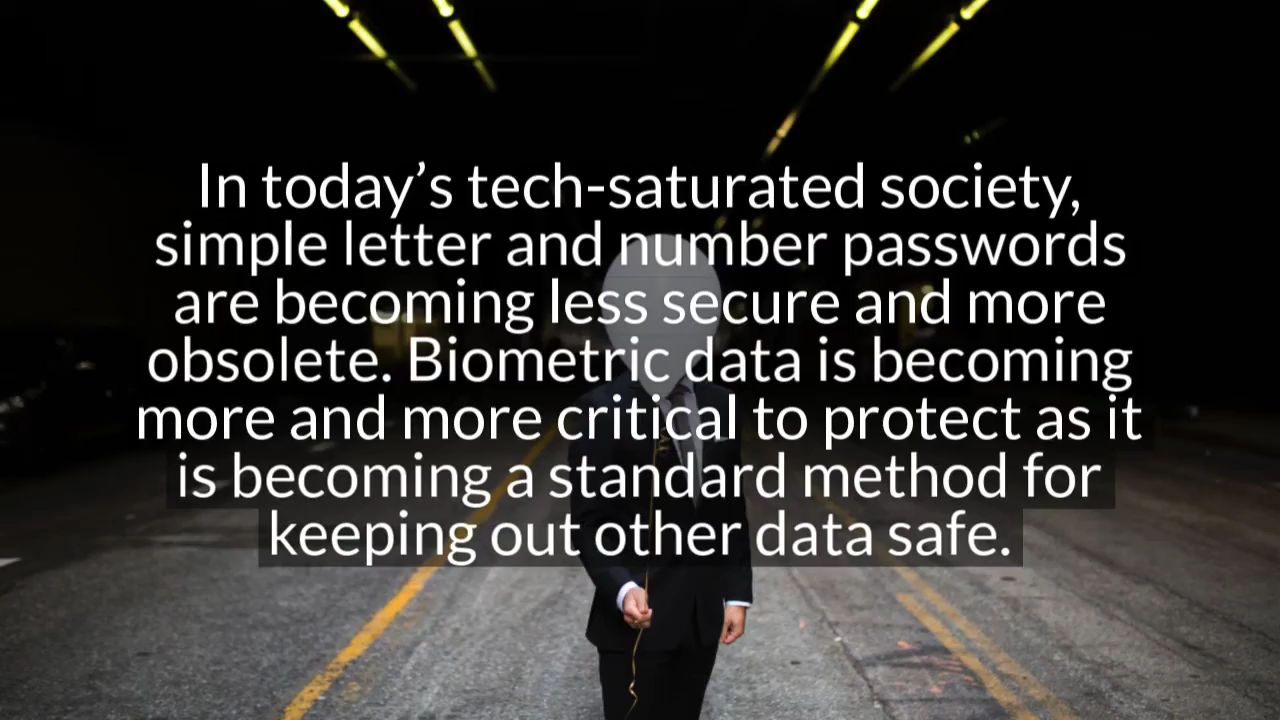 In today’s tech-saturated society,
simple letter and number passwords
are becoming less secure and more
obsolete. Biometric data is becoming
more and more critical to protect as it
is becoming a standard method for
keeping out other data safe.